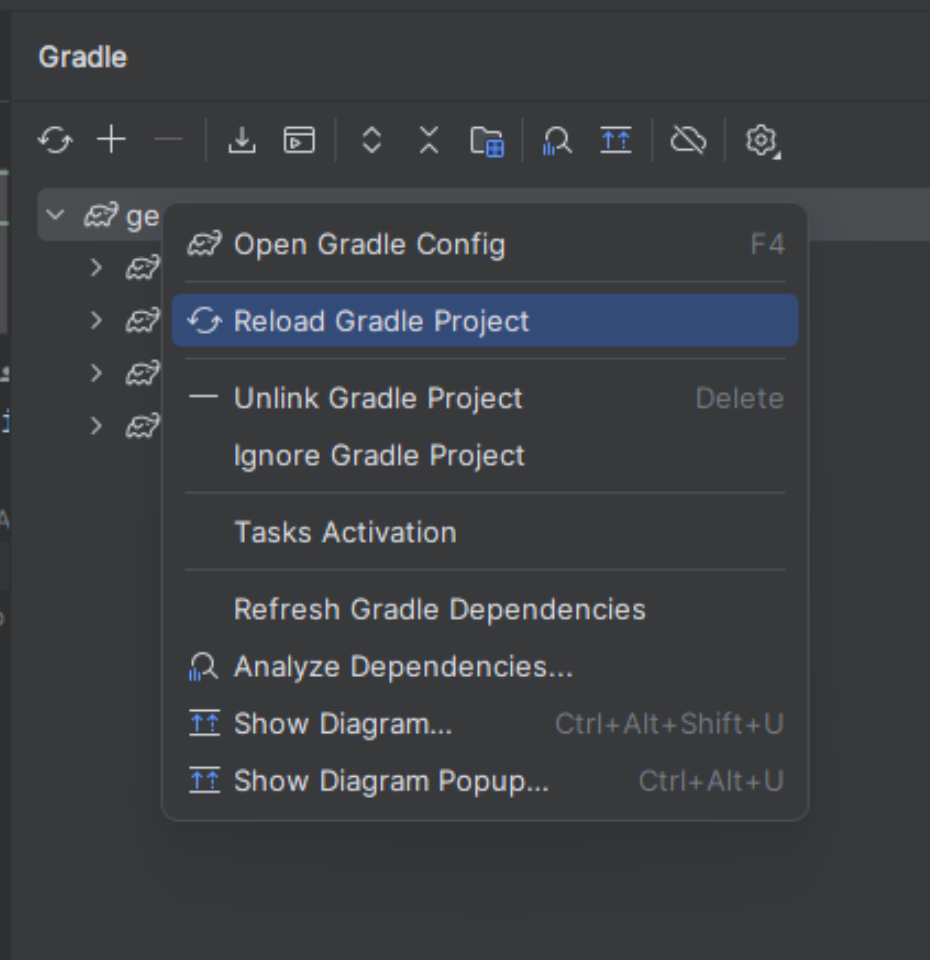 Gradle
ge
Open Gradle Config F4
Reload Gradle Project
Unlink Gradle Project Delete
Ignore Gradle Project
Tasks Activation
Refresh Gradle Dependencies
Analyze Dependencies...
Show Diagram... Ctrl+Alt+Shift+U
Show Diagram Popup... Ctrl+Alt+U